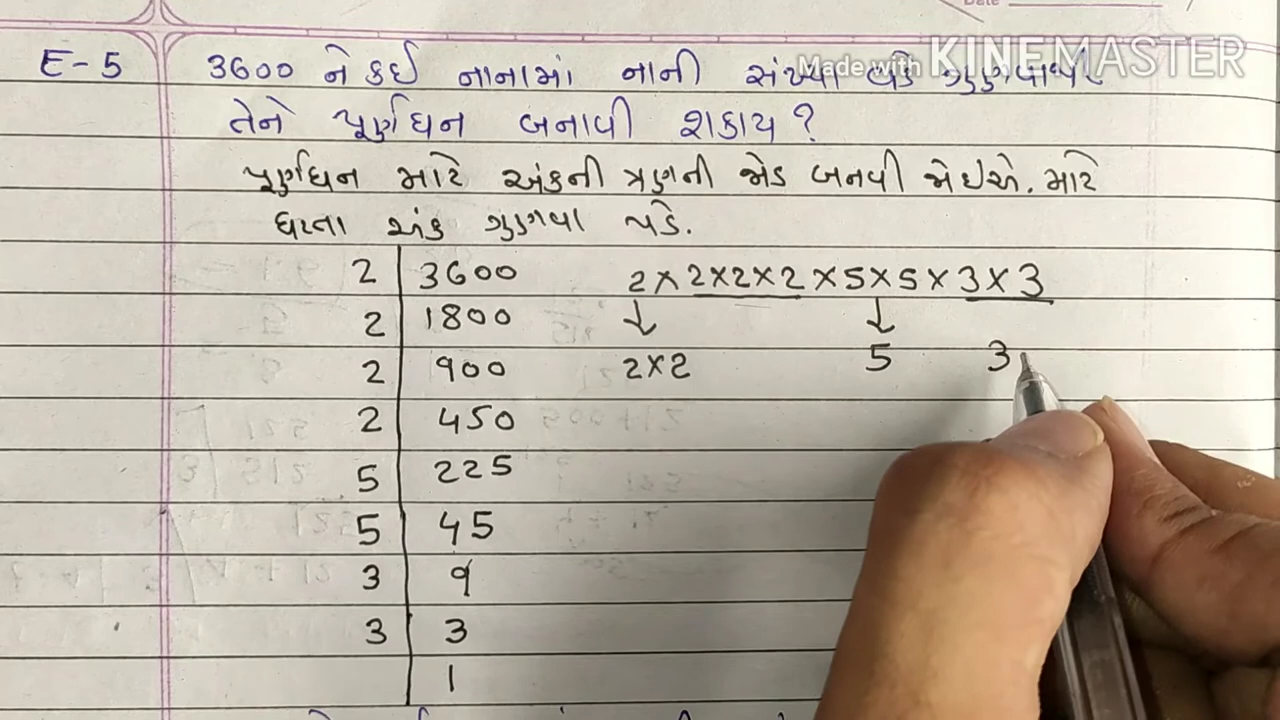 Date
Made with KINEMASTER
E-5 3600 ને કઈ નાનામાં નાની સંખ્યા વડે ગુણવાથી
તેને પૂર્ણઘન બનાવી શકાય ?
પૂર્ણઘન માટે અંકની ત્રણની જોડ બનવી જોઈએ. માટે
ઘટતા અંક ગુણવા પડે.
2 | 3600 2 × 2 × 2 × 2 × 5 × 5 × 3 × 3
2 | 1800 ↓ ↓
2 | 900 2×2 5 3
2 | 450
5 | 225
5 | 45
3 | 9
3 | 3
1